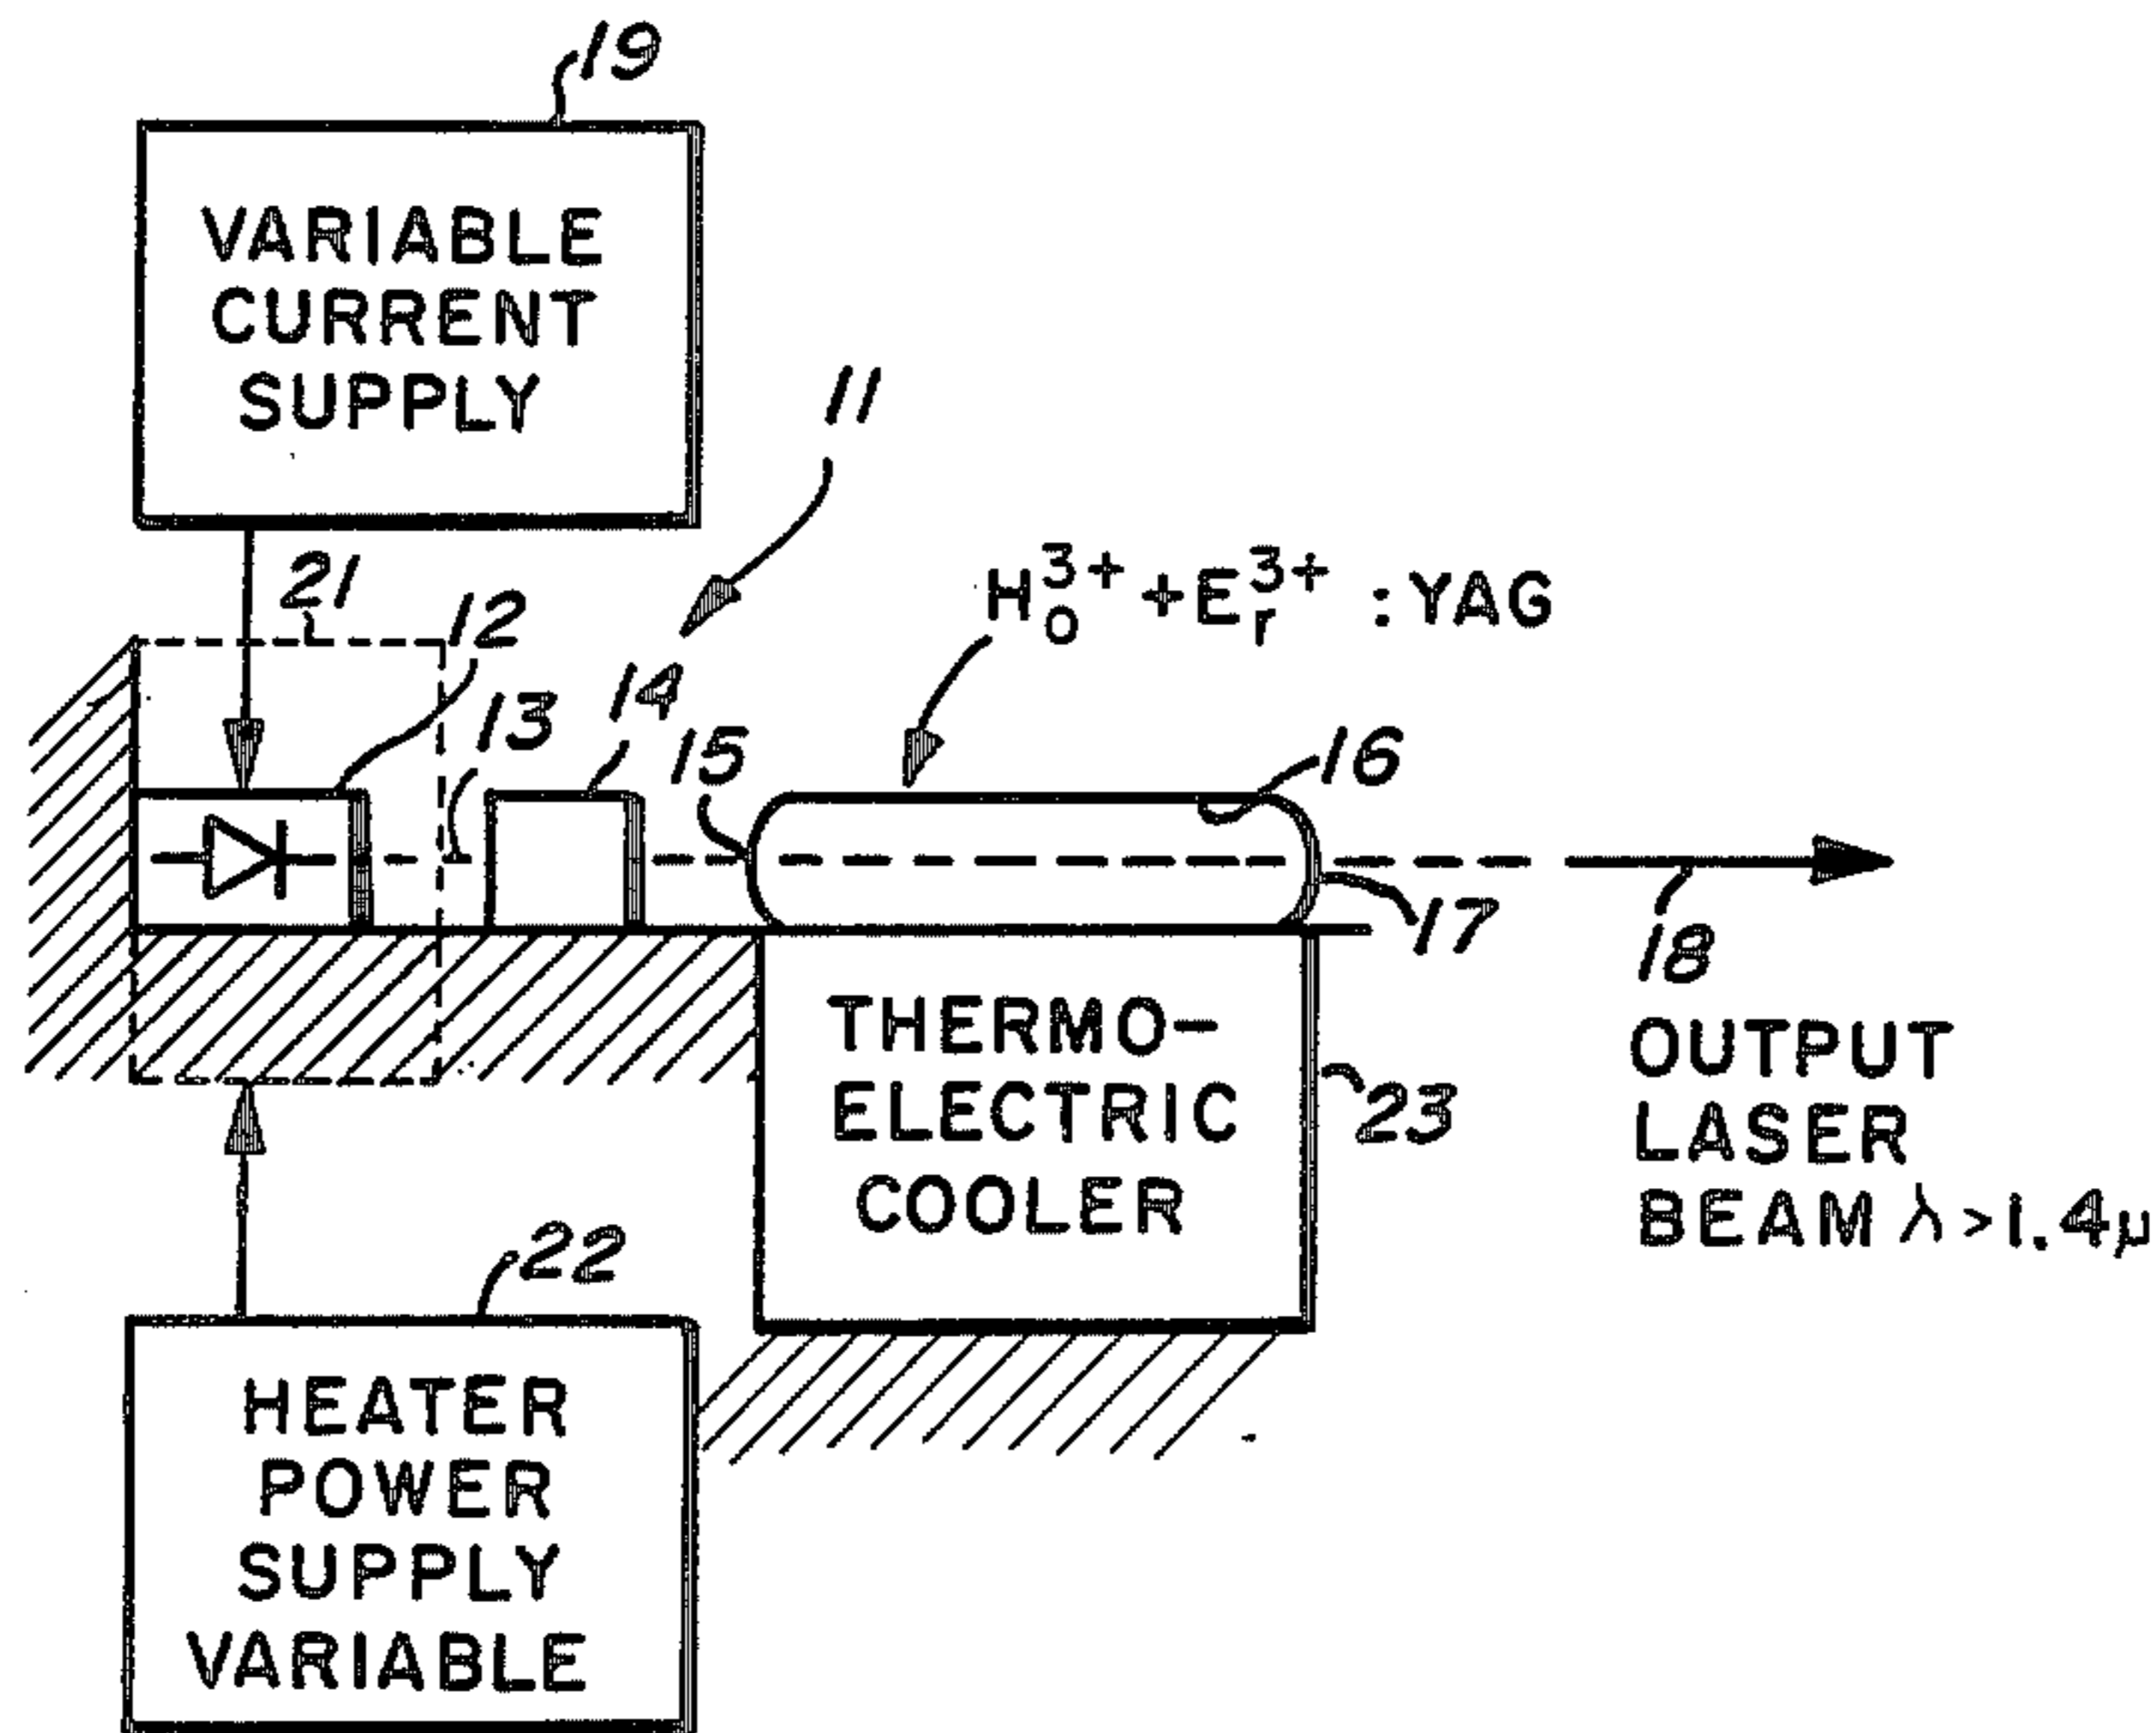 19
VARIABLE
CURRENT
SUPPLY
11
21
12
13
14
15
Ho3+ + Er3+ :YAG
16
17
18
OUTPUT
LASER
BEAM λ>1.4μ
THERMO-
ELECTRIC
COOLER
23
22
HEATER
POWER
SUPPLY
VARIABLE